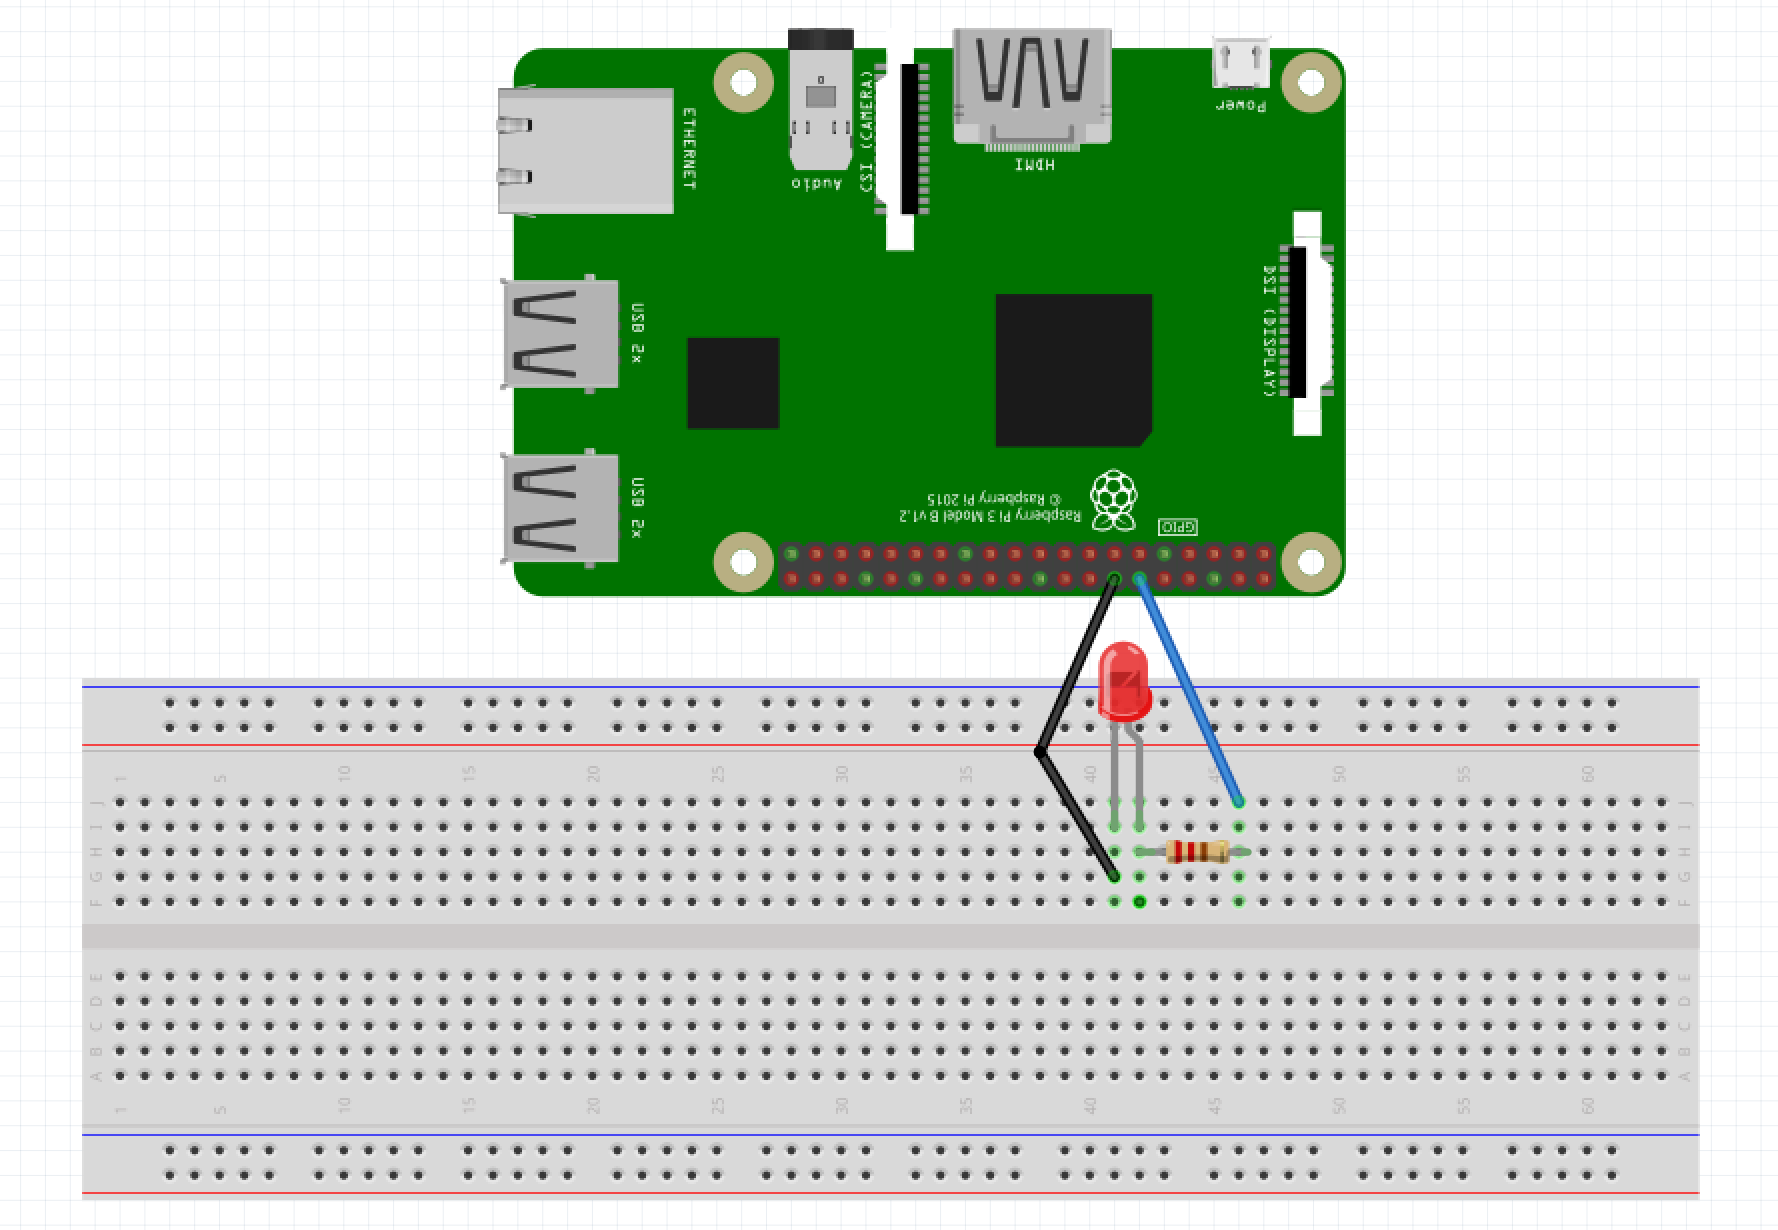 ETHERNET
Audio
CSI (CAMERA)
HDMI
Power
USB 2x
DSI (DISPLAY)
USB 2x
Raspberry Pi 3 Model B v1.2
© Raspberry Pi 2015
GPIO
1 5 10 15 20 25 30 35 40 45 50 55 60
J J
I I
H H
G G
F F
E E
D D
C C
B B
A A
1 5 10 15 20 25 30 35 40 45 50 55 60